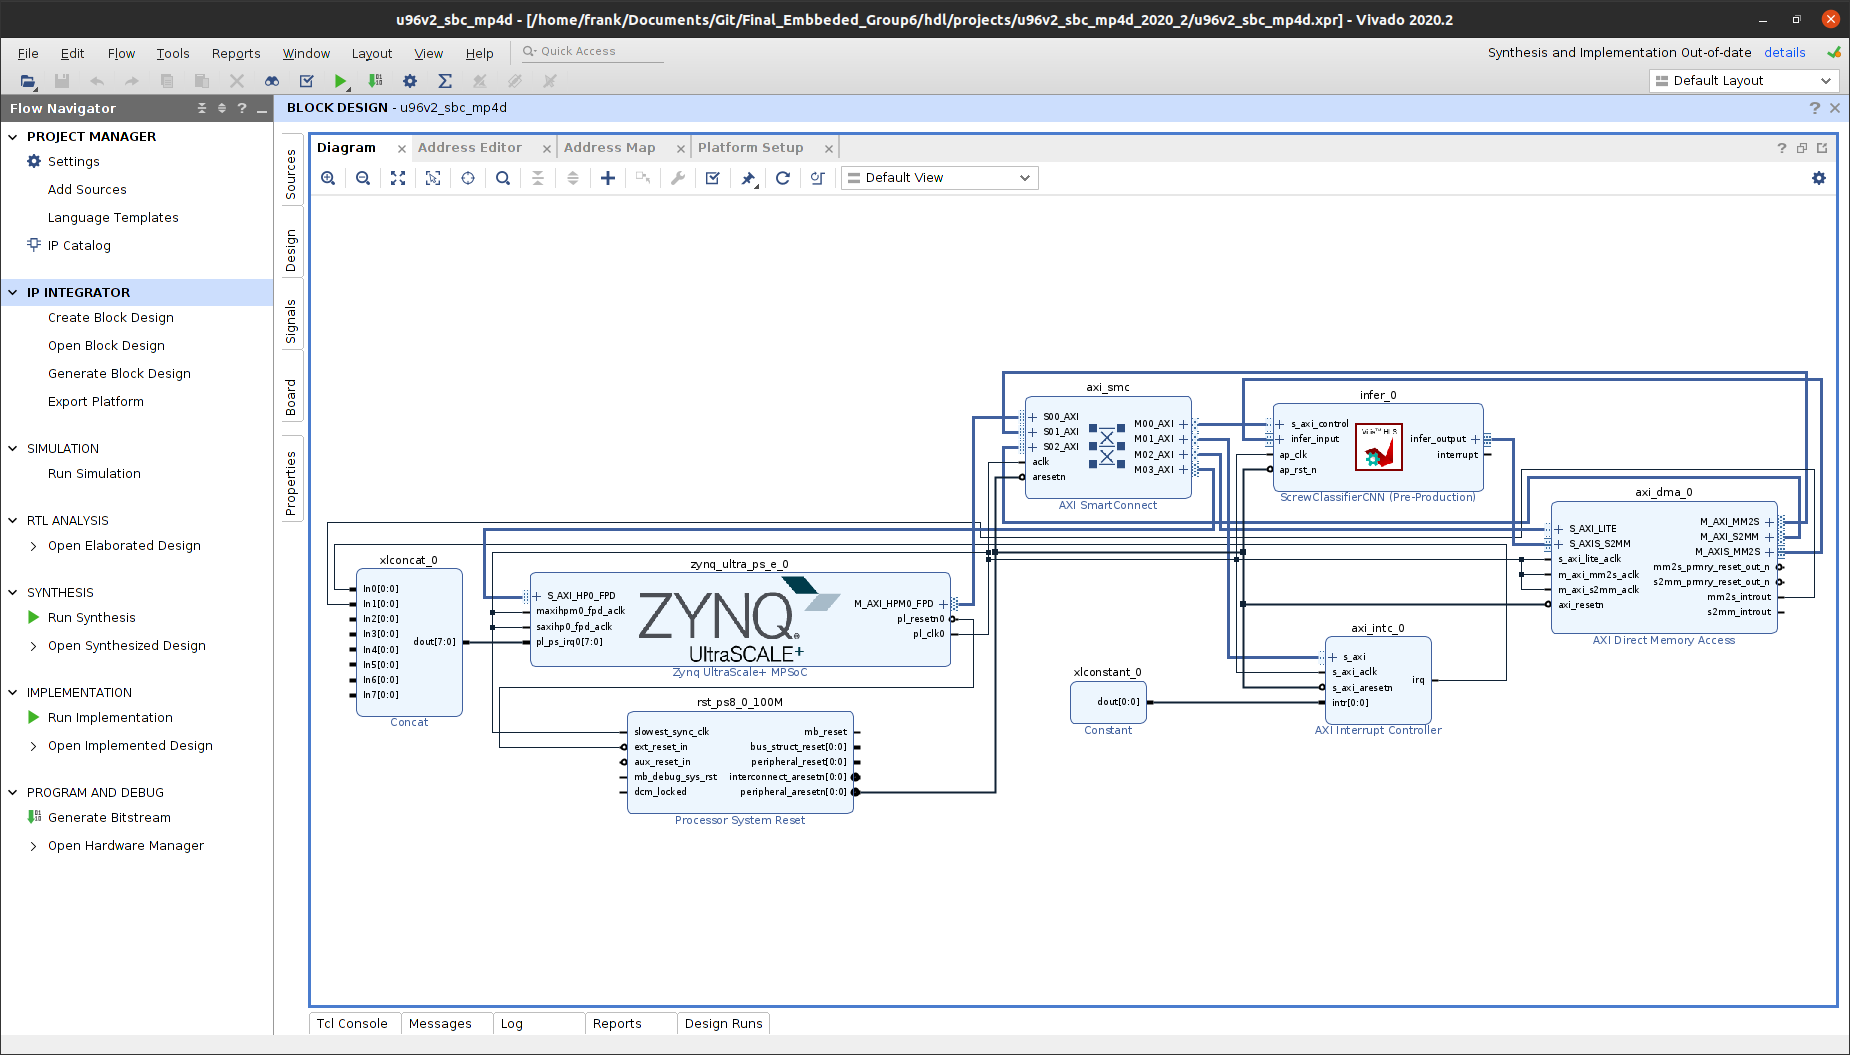 u96v2_sbc_mp4d - [/home/frank/Documents/Git/Final_Embbeded_Group6/hdl/projects/u96v2_sbc_mp4d_2020_2/u96v2_sbc_mp4d.xpr] - Vivado 2020.2
File Edit Flow Tools Reports Window Layout View Help Quick Access
Synthesis and Implementation Out-of-date details
Default Layout
Flow Navigator
PROJECT MANAGER
Settings
Add Sources
Language Templates
IP Catalog
IP INTEGRATOR
Create Block Design
Open Block Design
Generate Block Design
Export Platform
SIMULATION
Run Simulation
RTL ANALYSIS
Open Elaborated Design
SYNTHESIS
Run Synthesis
Open Synthesized Design
IMPLEMENTATION
Run Implementation
Open Implemented Design
PROGRAM AND DEBUG
Generate Bitstream
Open Hardware Manager
BLOCK DESIGN - u96v2_sbc_mp4d
Sources
Design
Signals
Board
Properties
Diagram Address Editor Address Map Platform Setup
Default View
xlconcat_0
In0[0:0]
In1[0:0]
In2[0:0]
In3[0:0]
In4[0:0]
In5[0:0]
In6[0:0]
In7[0:0]
dout[7:0]
Concat
zynq_ultra_ps_e_0
S_AXI_HP0_FPD
maxihpm0_fpd_aclk
saxihp0_fpd_aclk
pl_ps_irq0[7:0]
ZYNQ
UltraSCALE+
M_AXI_HPM0_FPD
pl_resetn0
pl_clk0
Zynq UltraScale+ MPSoC
rst_ps8_0_100M
slowest_sync_clk
ext_reset_in
aux_reset_in
mb_debug_sys_rst
dcm_locked
mb_reset
bus_struct_reset[0:0]
peripheral_reset[0:0]
interconnect_aresetn[0:0]
peripheral_aresetn[0:0]
Processor System Reset
axi_smc
S00_AXI
S01_AXI
S02_AXI
aclk
aresetn
M00_AXI
M01_AXI
M02_AXI
M03_AXI
AXI SmartConnect
infer_0
s_axi_control
infer_input
ap_clk
ap_rst_n
Vitis™ HLS
infer_output
interrupt
ScrewClassifierCNN (Pre-Production)
axi_dma_0
S_AXI_LITE
S_AXIS_S2MM
s_axi_lite_aclk
m_axi_mm2s_aclk
m_axi_s2mm_aclk
axi_resetn
M_AXI_MM2S
M_AXI_S2MM
M_AXIS_MM2S
mm2s_prmry_reset_out_n
s2mm_prmry_reset_out_n
mm2s_introut
s2mm_introut
AXI Direct Memory Access
xlconstant_0
dout[0:0]
Constant
axi_intc_0
s_axi
s_axi_aclk
s_axi_aresetn
intr[0:0]
irq
AXI Interrupt Controller
Tcl Console Messages Log Reports Design Runs